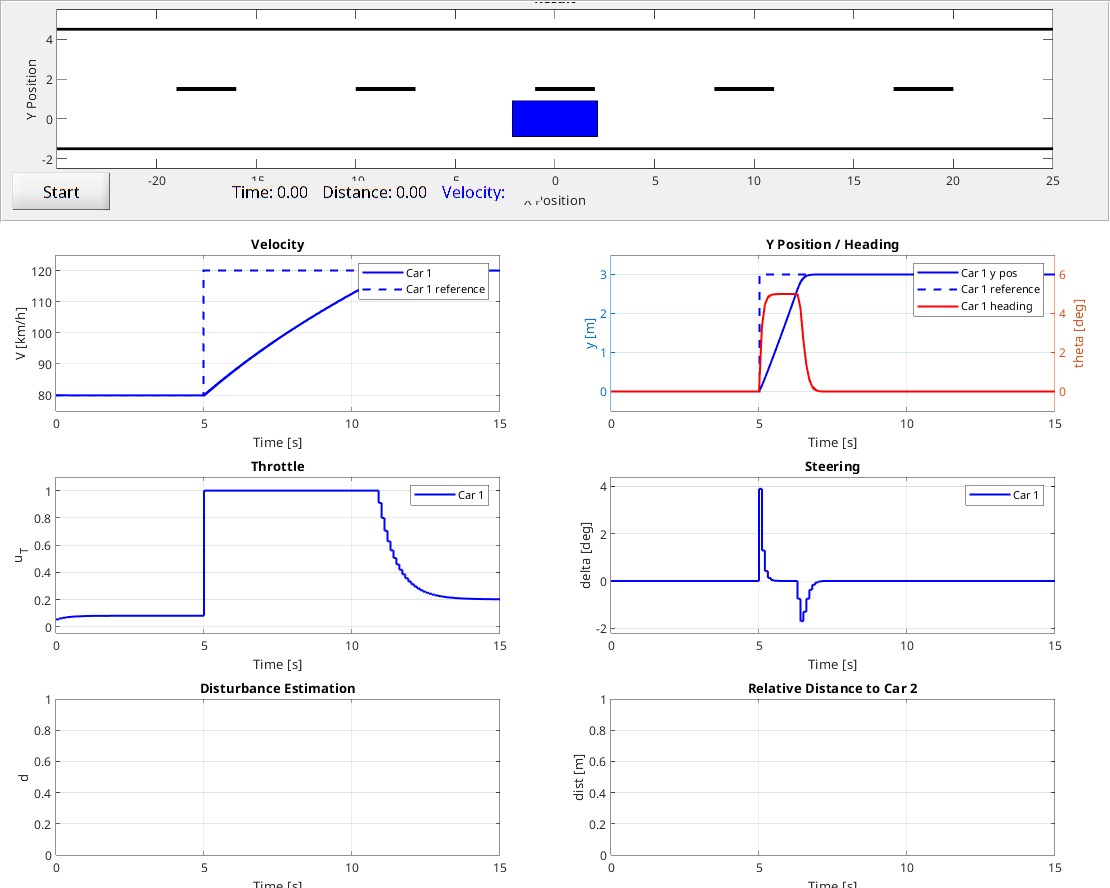 Y Position
4
2
0
-2
-20 15 10 5 0 5 10 15 20 25
Start
Time: 0.00 Distance: 0.00 Velocity:
Position
Velocity
V [km/h]
120
110
100
90
80
Car 1
Car 1 reference
0 5 10 15
Time [s]
Y Position / Heading
y [m]
3
2
1
0
Car 1 y pos
Car 1 reference
Car 1 heading
6
4
2
0
theta [deg]
0 5 10 15
Time [s]
Throttle
u_T
1
0.8
0.6
0.4
0.2
0
Car 1
0 5 10 15
Time [s]
Steering
delta [deg]
4
2
0
-2
Car 1
0 5 10 15
Time [s]
Disturbance Estimation
d
1
0.8
0.6
0.4
0.2
0
0 5 10 15
Time [s]
Relative Distance to Car 2
dist [m]
1
0.8
0.6
0.4
0.2
0
0 5 10 15
Time [s]